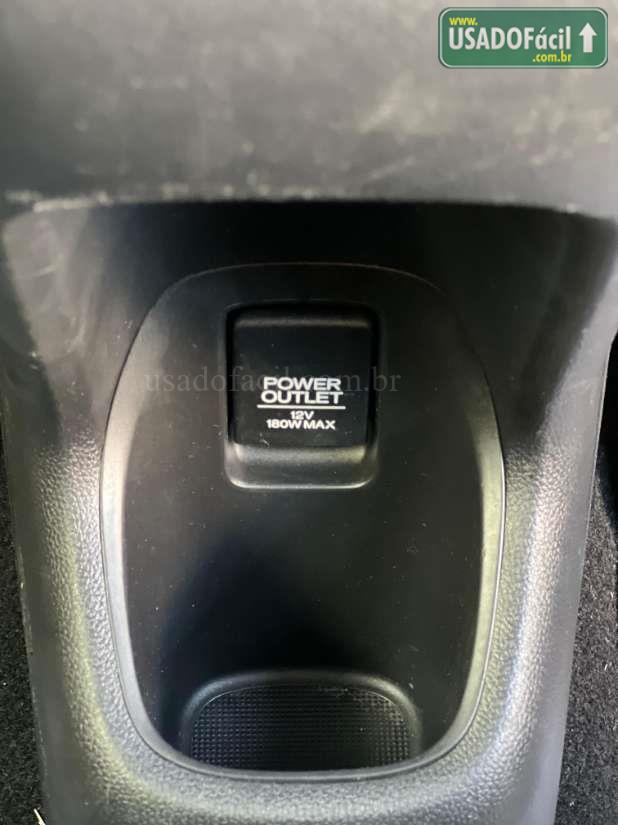 www.
USADOFácil
.com.br
usadofacil.com.br
POWER
OUTLET
12V
180W MAX